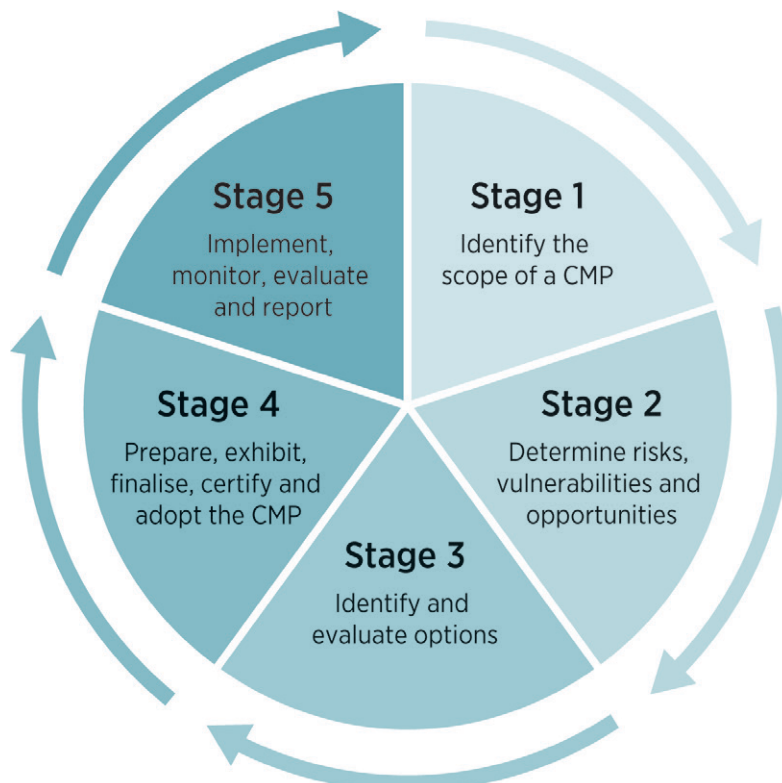 Stage 1
Identify the
scope of a CMP
Stage 2
Determine risks,
vulnerabilities and
opportunities
Stage 3
Identify and
evaluate options
Stage 4
Prepare, exhibit,
finalise, certify and
adopt the CMP
Stage 5
Implement,
monitor, evaluate
and report